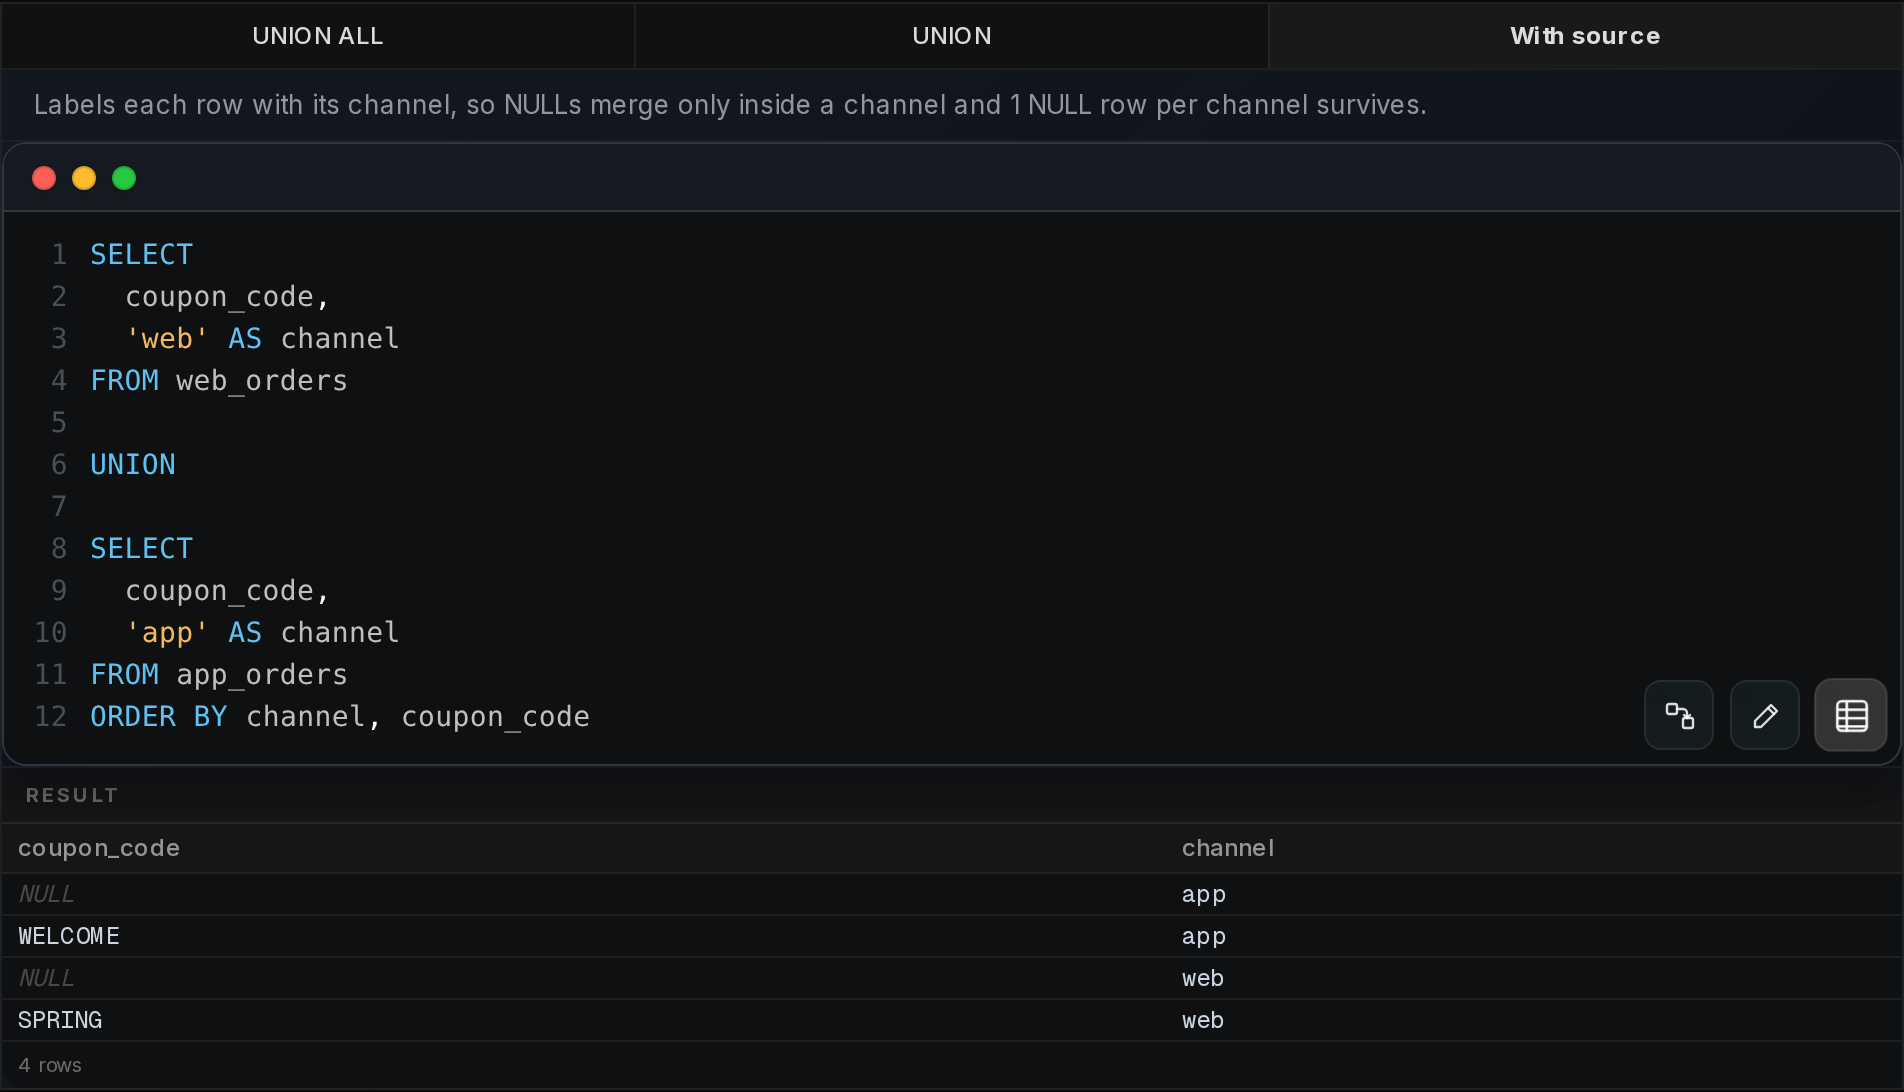 UNION ALL
UNION
With source
Labels each row with its channel, so NULLs merge only inside a channel and 1 NULL row per channel survives.
1 SELECT
2   coupon_code,
3   'web' AS channel
4 FROM web_orders
5
6 UNION
7
8 SELECT
9   coupon_code,
10   'app' AS channel
11 FROM app_orders
12 ORDER BY channel, coupon_code
RESULT
coupon_code channel
NULL app
WELCOME app
NULL web
SPRING web
4 rows